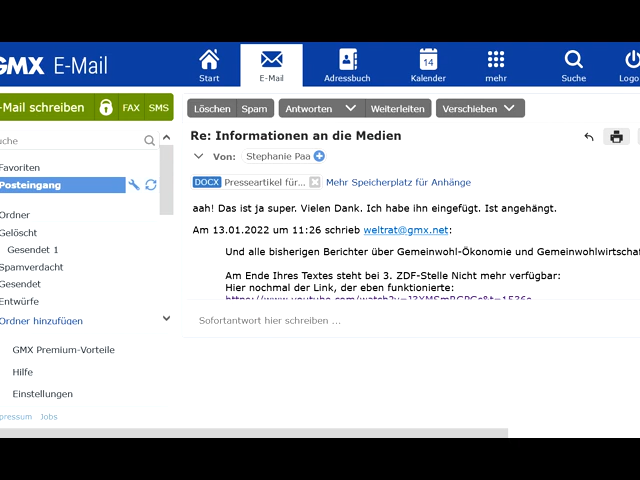 GMX E-Mail
Start E-Mail Adressbuch 14 Kalender mehr Suche Logo
-Mail schreiben FAX SMS
Löschen Spam Antworten Weiterleiten Verschieben
uche
Re: Informationen an die Medien
Von: Stephanie Paa
Favoriten
Posteingang
DOCX Presseartikel für... Mehr Speicherplatz für Anhänge
Ordner
aah! Das ist ja super. Vielen Dank. Ich habe ihn eingefügt. Ist angehängt.
Gelöscht
Am 13.01.2022 um 11:26 schrieb weltrat@gmx.net:
Gesendet 1
Und alle bisherigen Berichter über Gemeinwohl-Ökonomie und Gemeinwohlwirtscha
Spamverdacht
Am Ende Ihres Textes steht bei 3. ZDF-Stelle Nicht mehr verfügbar:
Gesendet
Hier nochmal der Link, der eben funktionierte:
Entwürfe
Ordner hinzufügen
Sofortantwort hier schreiben ...
GMX Premium-Vorteile
Hilfe
Einstellungen
pressum Jobs